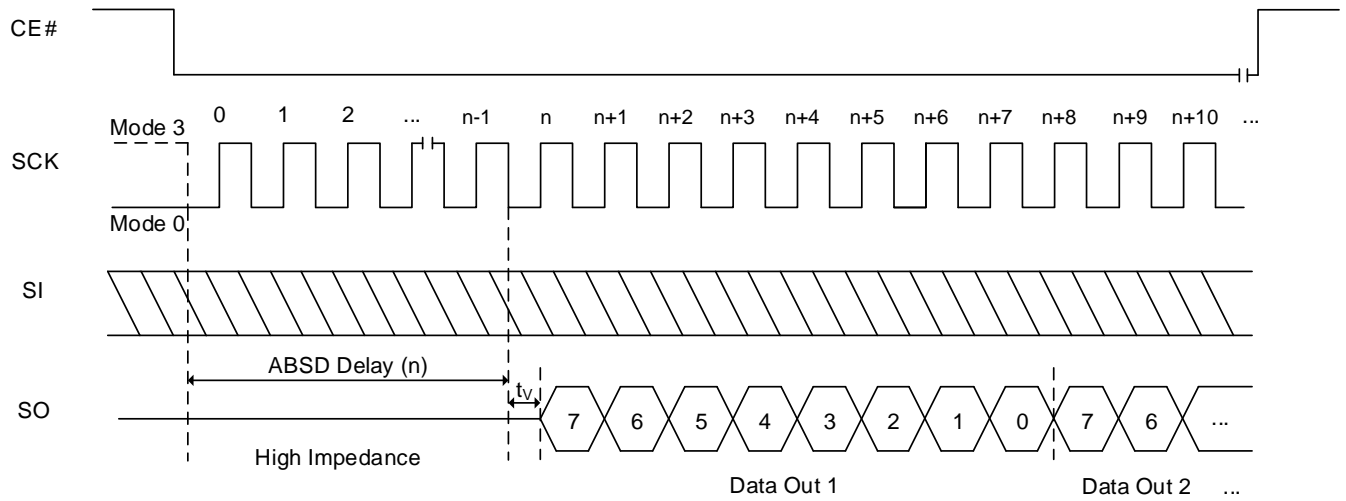 CE#
0 1 2 ... n-1 n n+1 n+2 n+3 n+4 n+5 n+6 n+7 n+8 n+9 n+10 ...
Mode 3
SCK
Mode 0
SI
ABSD Delay (n)
tV
SO
7 6 5 4 3 2 1 0 7 6 ...
High Impedance
Data Out 1 Data Out 2 ...